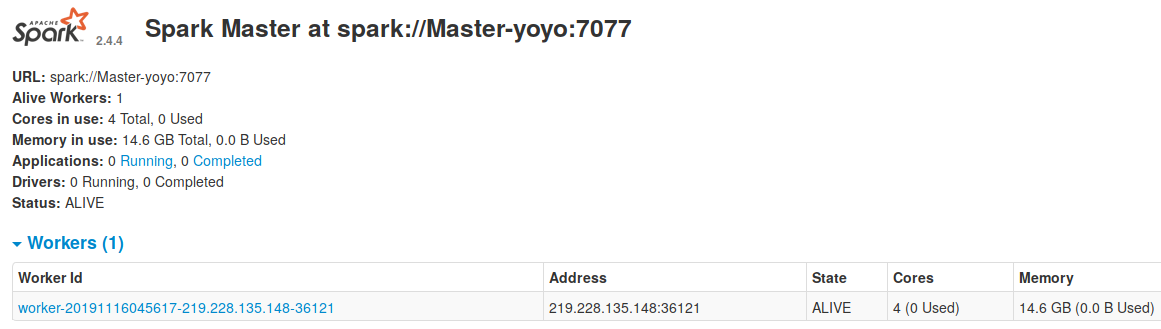 APACHE
Spark 2.4.4 Spark Master at spark://Master-yoyo:7077
URL: spark://Master-yoyo:7077
Alive Workers: 1
Cores in use: 4 Total, 0 Used
Memory in use: 14.6 GB Total, 0.0 B Used
Applications: 0 Running, 0 Completed
Drivers: 0 Running, 0 Completed
Status: ALIVE
Workers (1)
Worker Id Address State Cores Memory
worker-20191116045617-219.228.135.148-36121 219.228.135.148:36121 ALIVE 4 (0 Used) 14.6 GB (0.0 B Used)